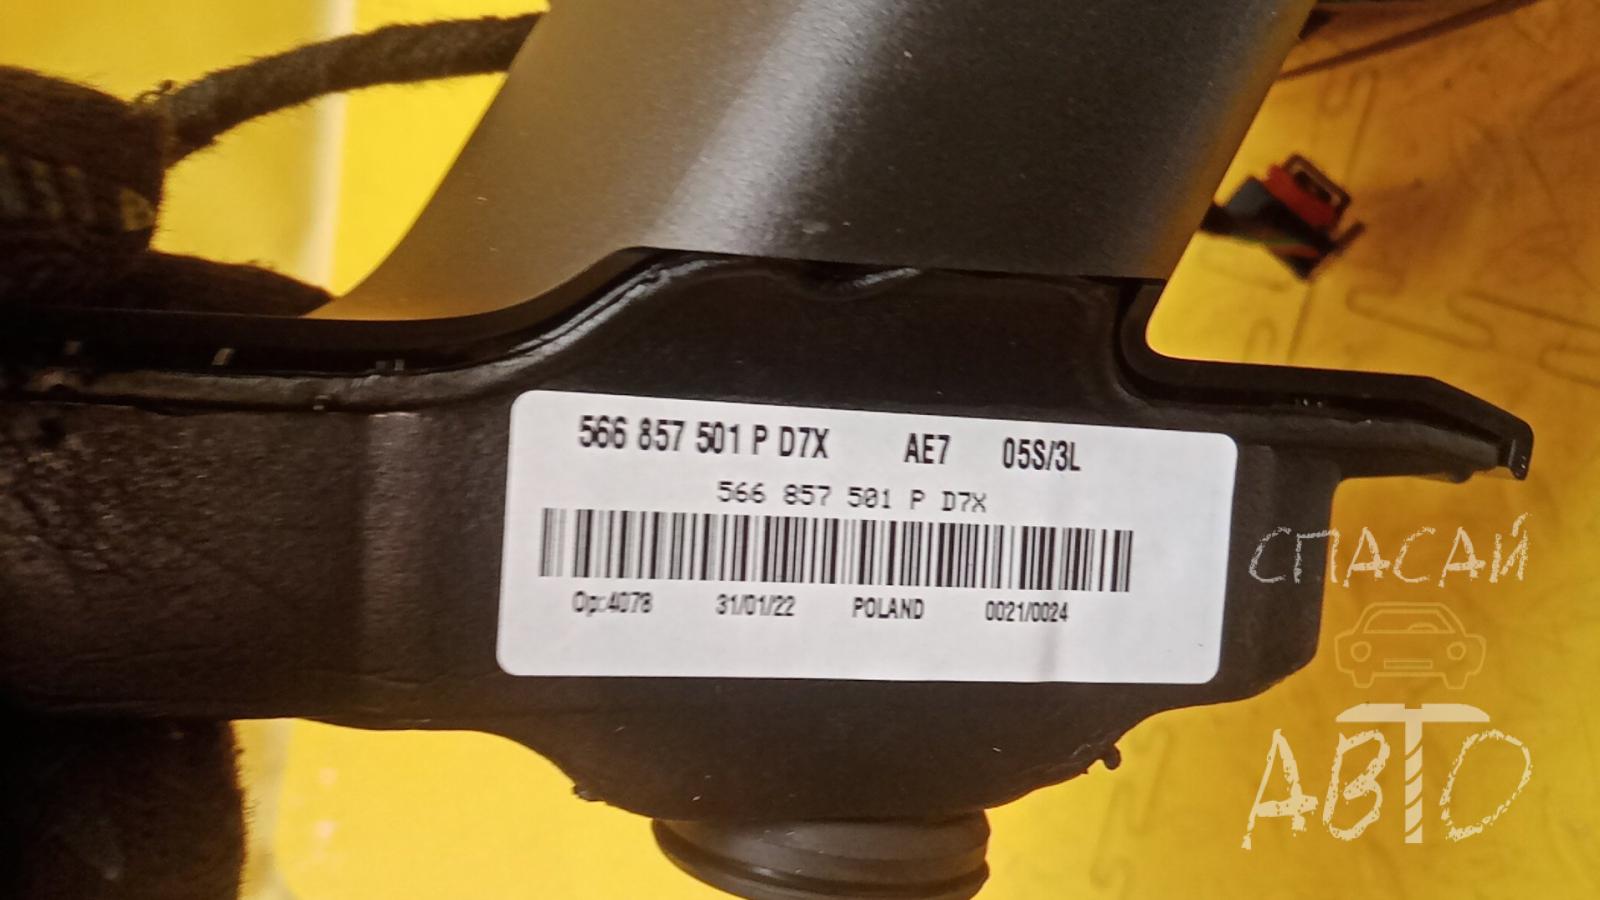 566 857 501 P D7X AE7 05S/3L
566 857 501 P D7X
Op:4078 31/01/22 POLAND 0021/0024
СПАСАЙ
АВТО